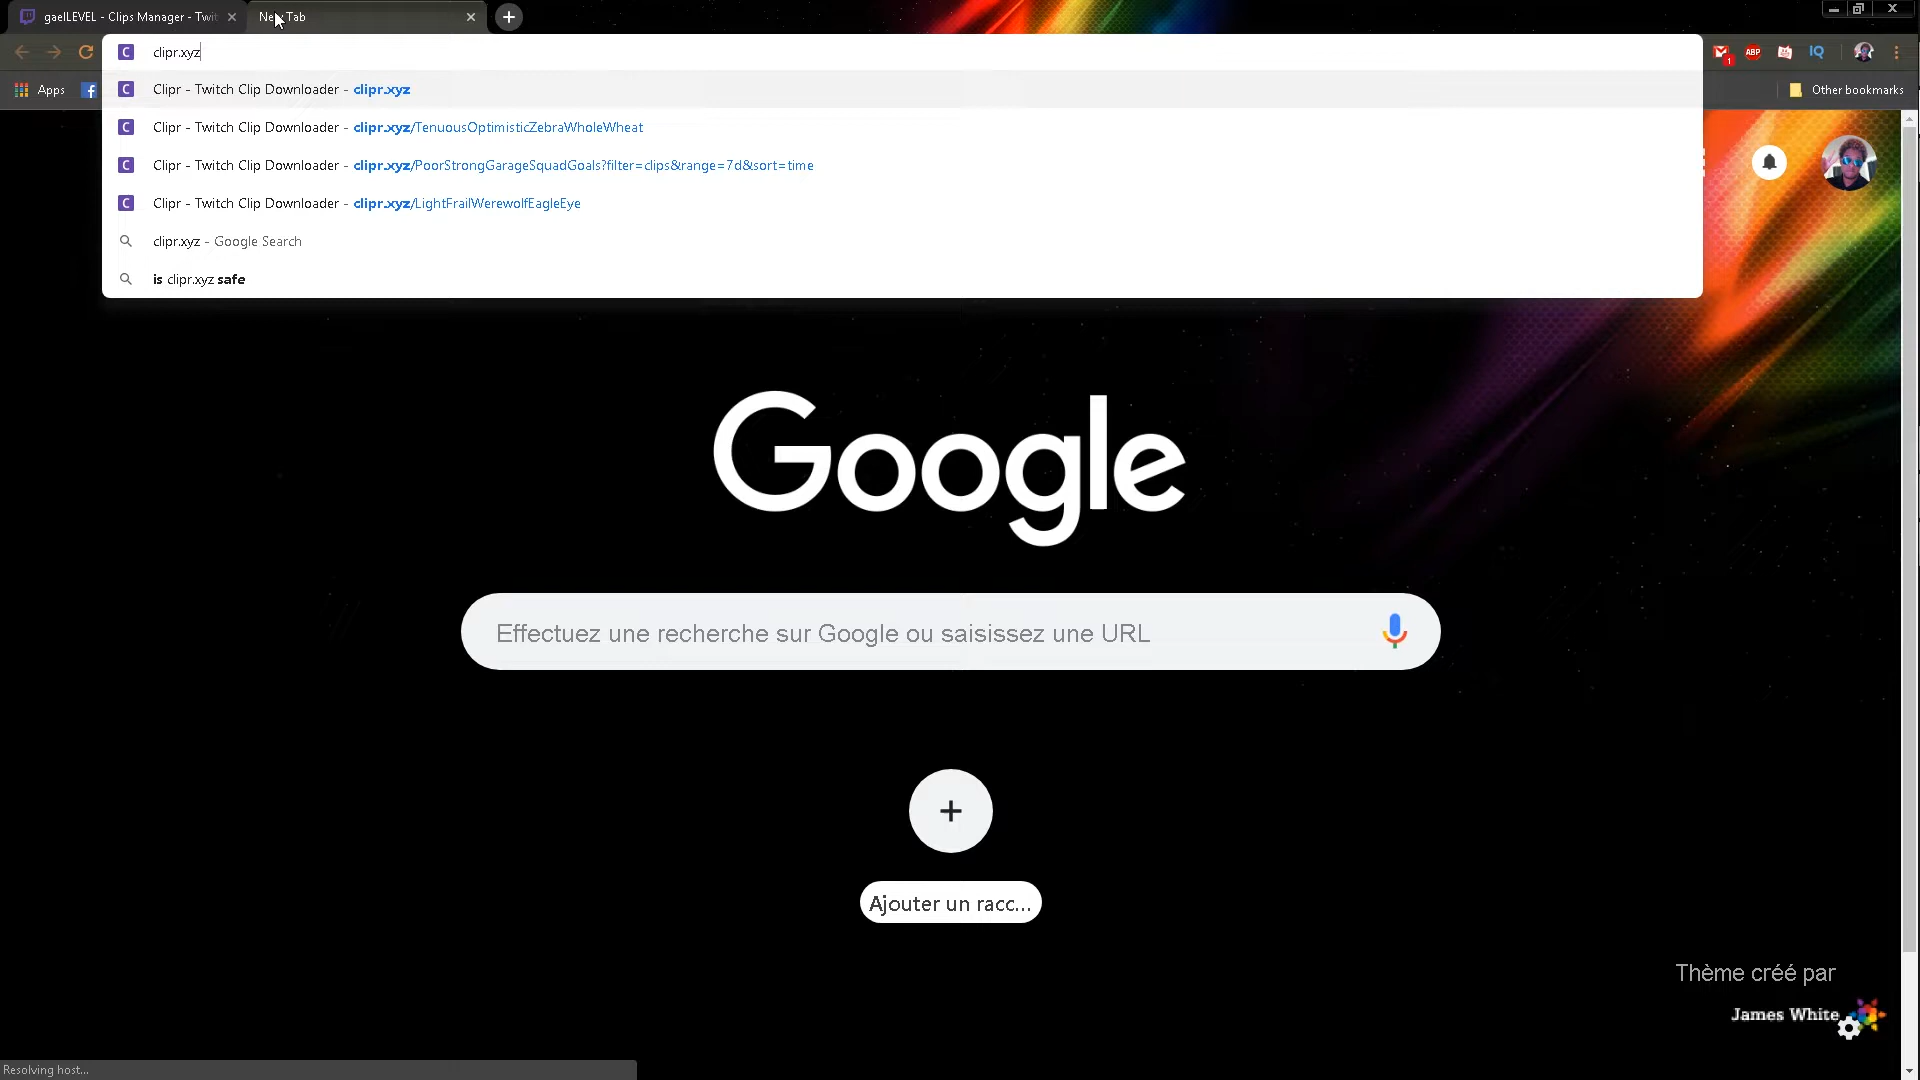 gaelLEVEL - Clips Manager - Twit
New Tab
clipr.xyz
Clipr - Twitch Clip Downloader - clipr.xyz
Clipr - Twitch Clip Downloader - clipr.xyz/TenuousOptimisticZebraWholeWheat
Clipr - Twitch Clip Downloader - clipr.xyz/PoorStrongGarageSquadGoals?filter=clips&range=7d&sort=time
Clipr - Twitch Clip Downloader - clipr.xyz/LightFrailWerewolfEagleEye
clipr.xyz - Google Search
is clipr.xyz safe
1
ABP
IQ
Apps
Other bookmarks
Google
Effectuez une recherche sur Google ou saisissez une URL
Ajouter un racc...
Thème créé par
James White
Resolving host...